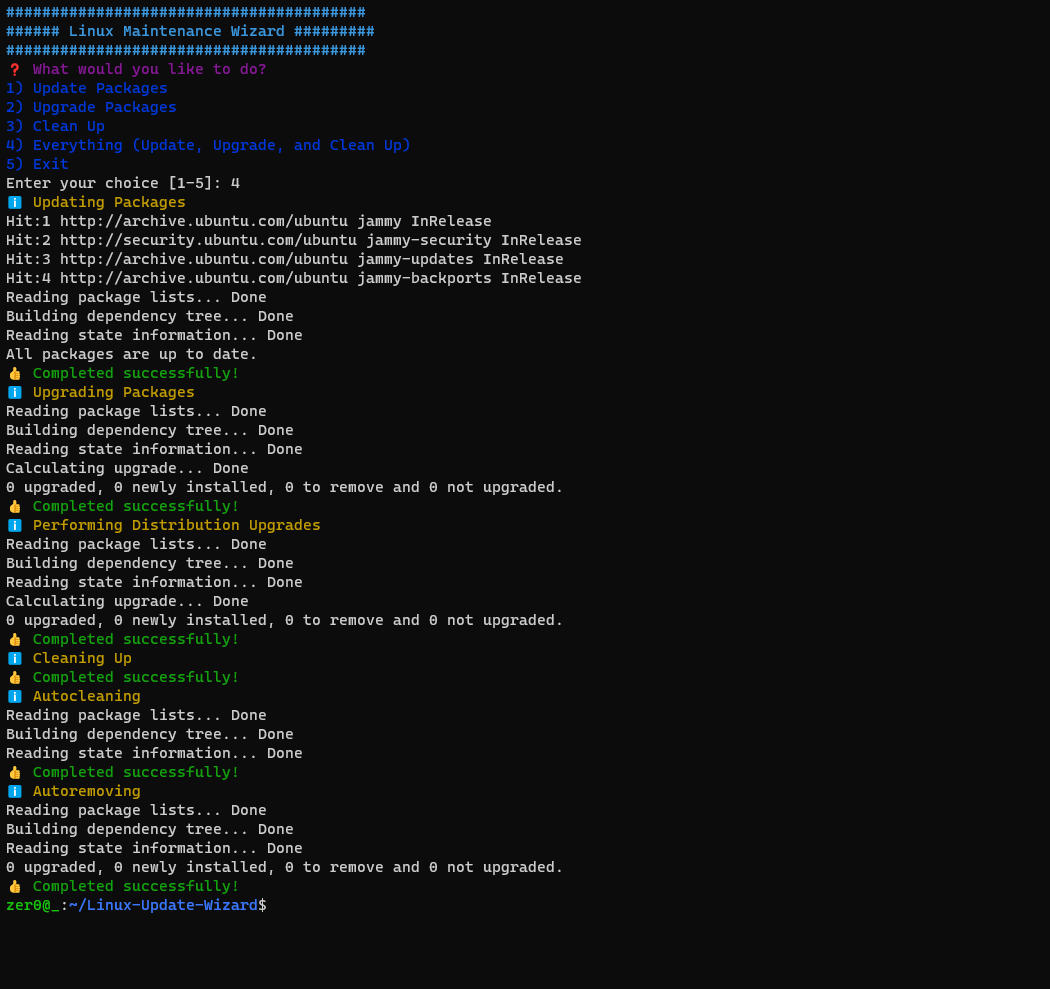 ########################################
###### Linux Maintenance Wizard #########
########################################
❓ What would you like to do?
1) Update Packages
2) Upgrade Packages
3) Clean Up
4) Everything (Update, Upgrade, and Clean Up)
5) Exit
Enter your choice [1-5]: 4
ℹ️ Updating Packages
Hit:1 http://archive.ubuntu.com/ubuntu jammy InRelease
Hit:2 http://security.ubuntu.com/ubuntu jammy-security InRelease
Hit:3 http://archive.ubuntu.com/ubuntu jammy-updates InRelease
Hit:4 http://archive.ubuntu.com/ubuntu jammy-backports InRelease
Reading package lists... Done
Building dependency tree... Done
Reading state information... Done
All packages are up to date.
👍 Completed successfully!
ℹ️ Upgrading Packages
Reading package lists... Done
Building dependency tree... Done
Reading state information... Done
Calculating upgrade... Done
0 upgraded, 0 newly installed, 0 to remove and 0 not upgraded.
👍 Completed successfully!
ℹ️ Performing Distribution Upgrades
Reading package lists... Done
Building dependency tree... Done
Reading state information... Done
Calculating upgrade... Done
0 upgraded, 0 newly installed, 0 to remove and 0 not upgraded.
👍 Completed successfully!
ℹ️ Cleaning Up
👍 Completed successfully!
ℹ️ Autocleaning
Reading package lists... Done
Building dependency tree... Done
Reading state information... Done
👍 Completed successfully!
ℹ️ Autoremoving
Reading package lists... Done
Building dependency tree... Done
Reading state information... Done
0 upgraded, 0 newly installed, 0 to remove and 0 not upgraded.
👍 Completed successfully!
zer0@_:~/Linux-Update-Wizard$